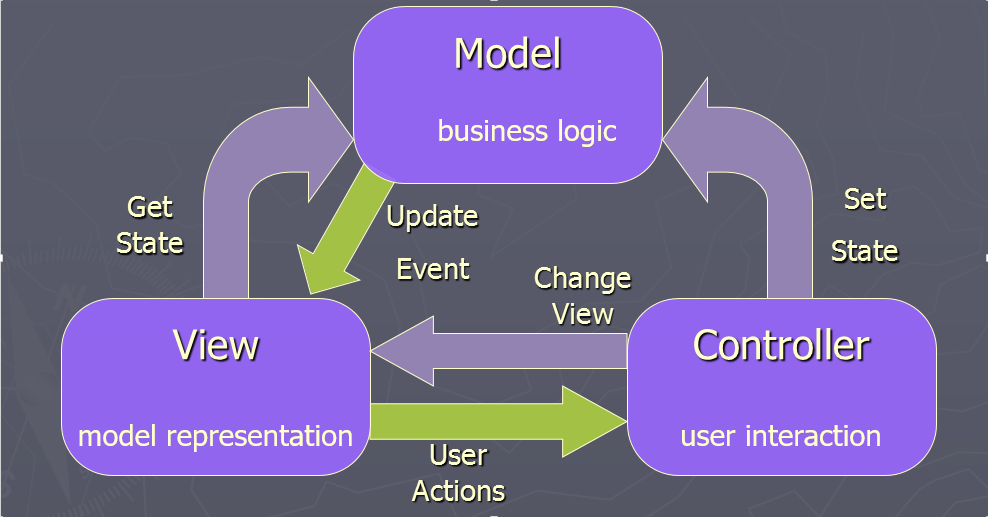 Model
business logic
Get
State
Update
Event
Set
State
Change
View
View
model representation
Controller
user interaction
User
Actions